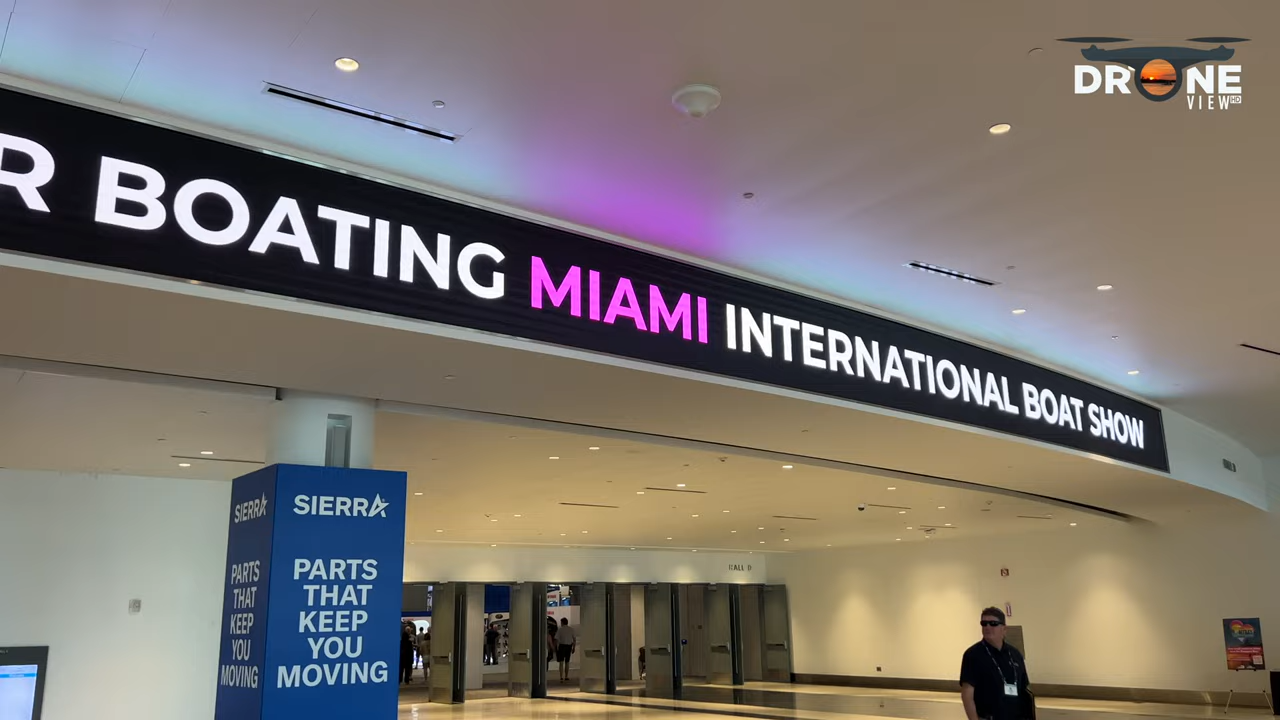 DRONE
VIEW HD
R BOATING MIAMI INTERNATIONAL BOAT SHOW
SIERRA
PARTS
THAT
KEEP
YOU
MOVING
SIERRA
PARTS
THAT
KEEP
YOU
MOVING
HALL D